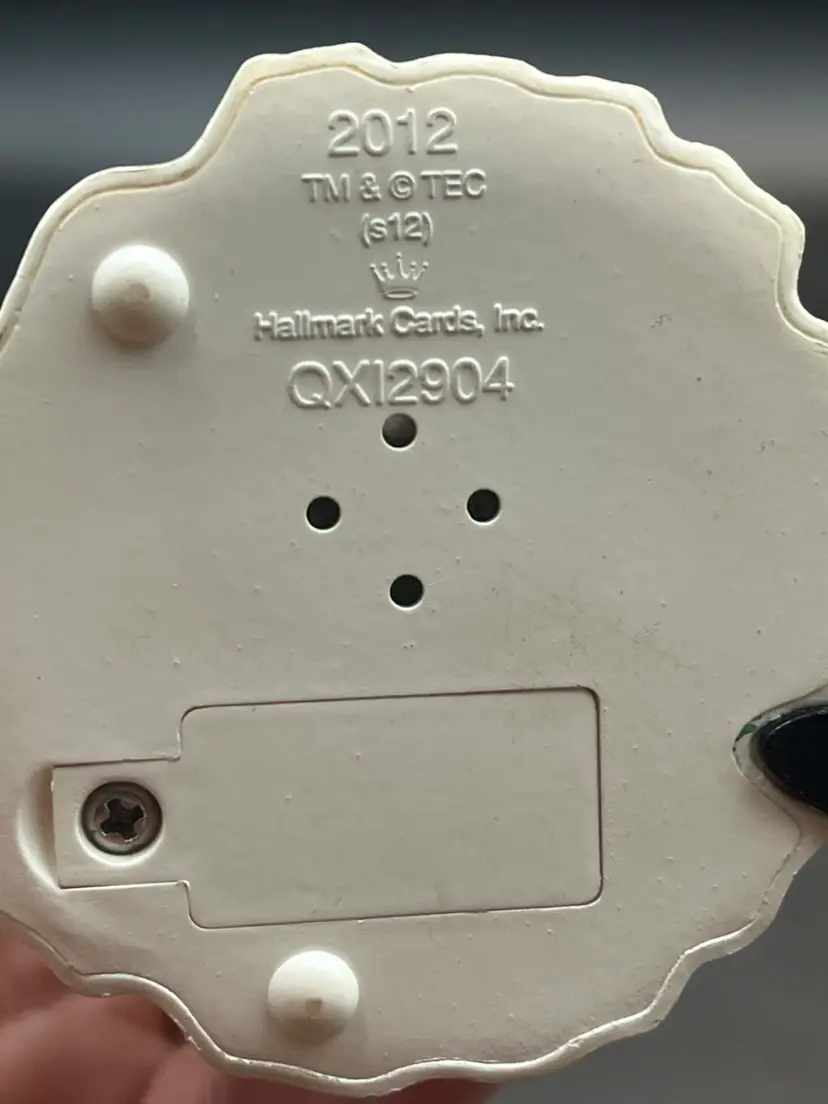 2012
TM & © TEC
(s12)
Hallmark Cards, Inc.
QXI2904